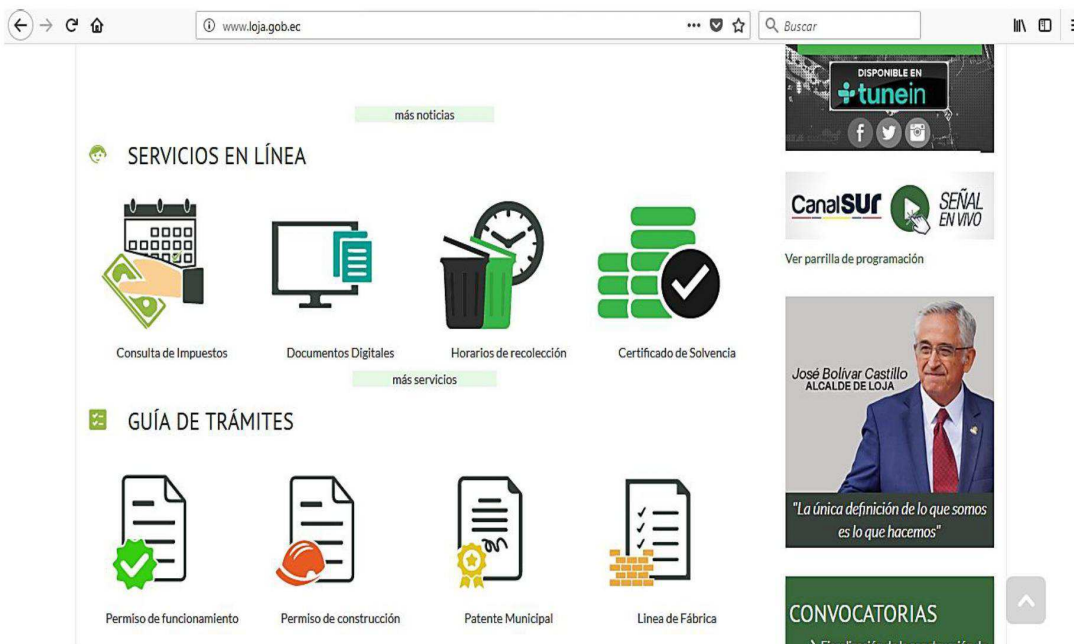 www.loja.gob.ec
Buscar
más noticias
SERVICIOS EN LÍNEA
Consulta de Impuestos
Documentos Digitales
Horarios de recolección
Certificado de Solvencia
más servicios
GUÍA DE TRÁMITES
Permiso de funcionamiento
Permiso de construcción
Patente Municipal
Linea de Fábrica
DISPONIBLE EN
tunein
CanalSUr
SEÑAL
EN VIVO
Ver parrilla de programación
José Bolívar Castillo
ALCALDE DE LOJA
"La única definición de lo que somos
es lo que hacemos"
CONVOCATORIAS